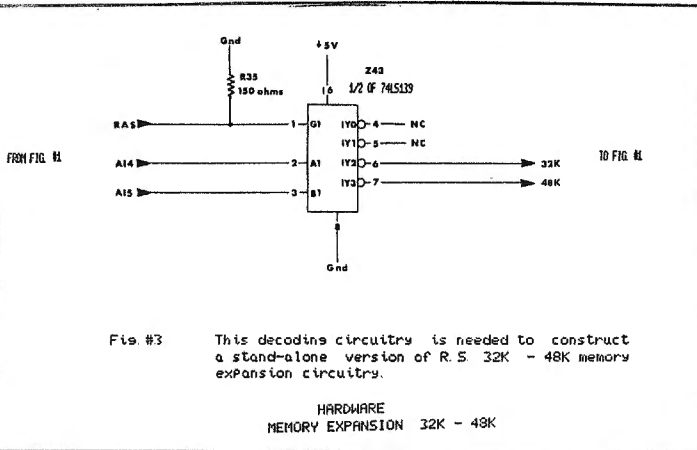 Gnd
+5V
R35
150 ohms
Z43
1/2 OF 74LS139
16
RAS
1
G1
1Y0
4
NC
1Y1
5
NC
FROM FIG. #1
A14
2
A1
1Y2
6
32K
TO FIG. #1
A15
3
B1
1Y3
7
48K
8
Gnd
Fig. #3 This decoding circuitry is needed to construct
a stand-alone version of R.S. 32K - 48K memory
expansion circuitry.
HARDWARE
MEMORY EXPANSION 32K - 48K